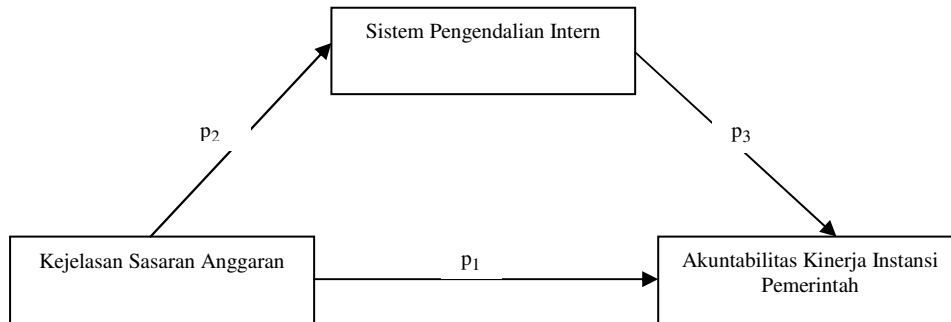 Sistem Pengendalian Intern
p2
p3
Kejelasan Sasaran Anggaran
p1
Akuntabilitas Kinerja Instansi
Pemerintah